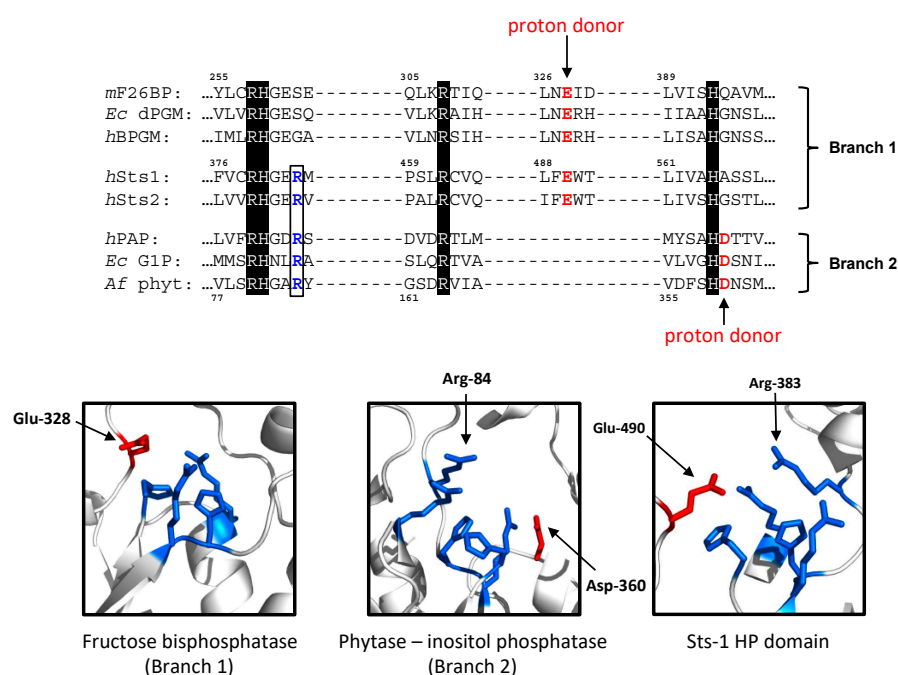 proton donor
255 305 326 389
mF26BP: …YLCRHGESE--------QLKRTIQ-------LNEID--------LVISHQAVM…
Ec dPGM: …VLVRHGESQ--------VLKRAIH-------LNERH--------IIAAHGNSL…
hBPGM: …IMLRHGEGA--------VLNRSIH-------LNERH--------LIASHGNSS…
Branch 1
376 459 488 561
hSts1: …FVCRHGERM--------PSLRCVQ-------LFEWT--------LIVAHASSL…
hSts2: …LVVRHGERV--------PALRCVQ-------IFEWT--------LIVSHGSTL…
hPAP: …LVFRHGDRS--------DVDRTLM--------------------MYSAHDTTV…
Ec G1P: …MMSRHNLRA--------SLQRTVA--------------------VLVGHDSNI…
Branch 2
Af phyt: …VLSRHGARY--------GSDRVIA--------------------VDFSHDNSM…
77 161 355
proton donor
Arg-84
Arg-383
Glu-328
Glu-490
Asp-360
Fructose bisphosphatase
(Branch 1)
Phytase – inositol phosphatase
(Branch 2)
Sts-1 HP domain